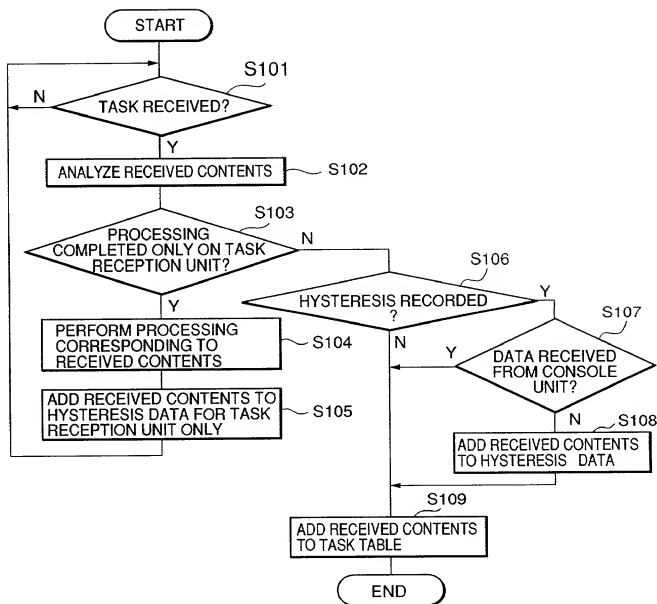 START
S101
N
TASK RECEIVED?
Y
ANALYZE RECEIVED CONTENTS
S102
S103
PROCESSING
COMPLETED ONLY ON TASK
RECEPTION UNIT?
N
Y
S106
HYSTERESIS RECORDED
?
Y
N
S107
DATA RECEIVED
FROM CONSOLE
UNIT?
Y
N
PERFORM PROCESSING
CORRESPONDING TO
RECEIVED CONTENTS
S104
ADD RECEIVED CONTENTS TO
HYSTERESIS DATA FOR TASK
RECEPTION UNIT ONLY
S105
S108
ADD RECEIVED CONTENTS
TO HYSTERESIS DATA
S109
ADD RECEIVED CONTENTS
TO TASK TABLE
END